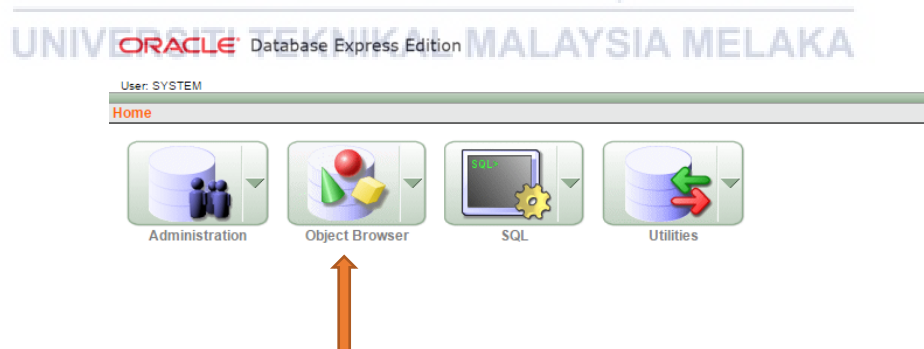 UNIVERSITI TEKNIKAL MALAYSIA MELAKA
ORACLE Database Express Edition
User: SYSTEM
Home
SQL>
Administration Object Browser SQL Utilities